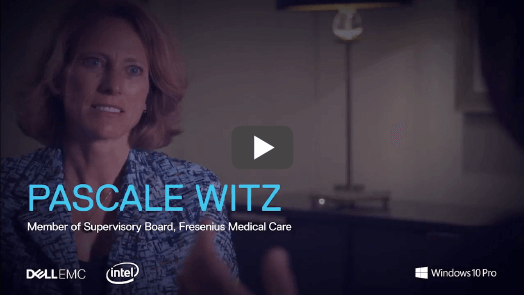 PASCALE WITZ
Member of Supervisory Board, Fresenius Medical Care
DELLEMC
intel
Windows 10 Pro